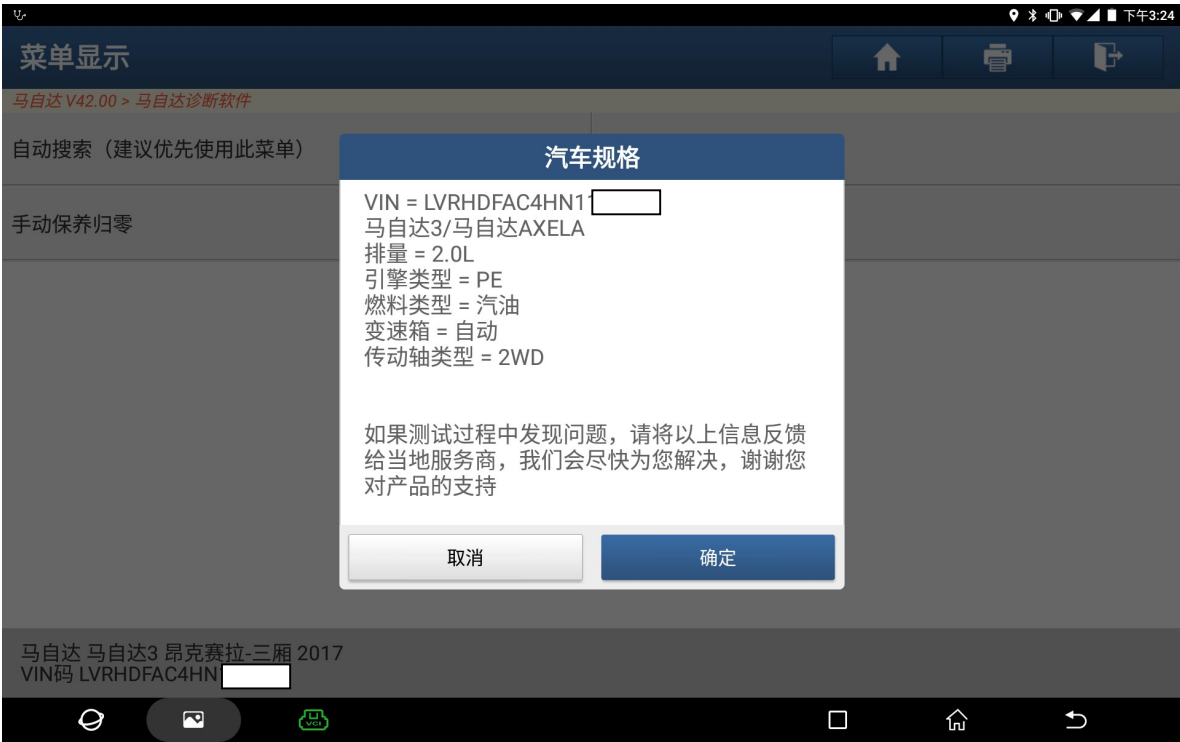 下午3:24
菜单显示
马自达 V42.00 > 马自达诊断软件
自动搜索（建议优先使用此菜单）
手动保养归零
汽车规格
VIN = LVRHDFAC4HN11
马自达3/马自达AXELA
排量 = 2.0L
引擎类型 = PE
燃料类型 = 汽油
变速箱 = 自动
传动轴类型 = 2WD
如果测试过程中发现问题，请将以上信息反馈
给当地服务商，我们会尽快为您解决，谢谢您
对产品的支持
取消
确定
马自达 马自达3 昂克赛拉-三厢 2017
VIN码 LVRHDFAC4HN
VCI